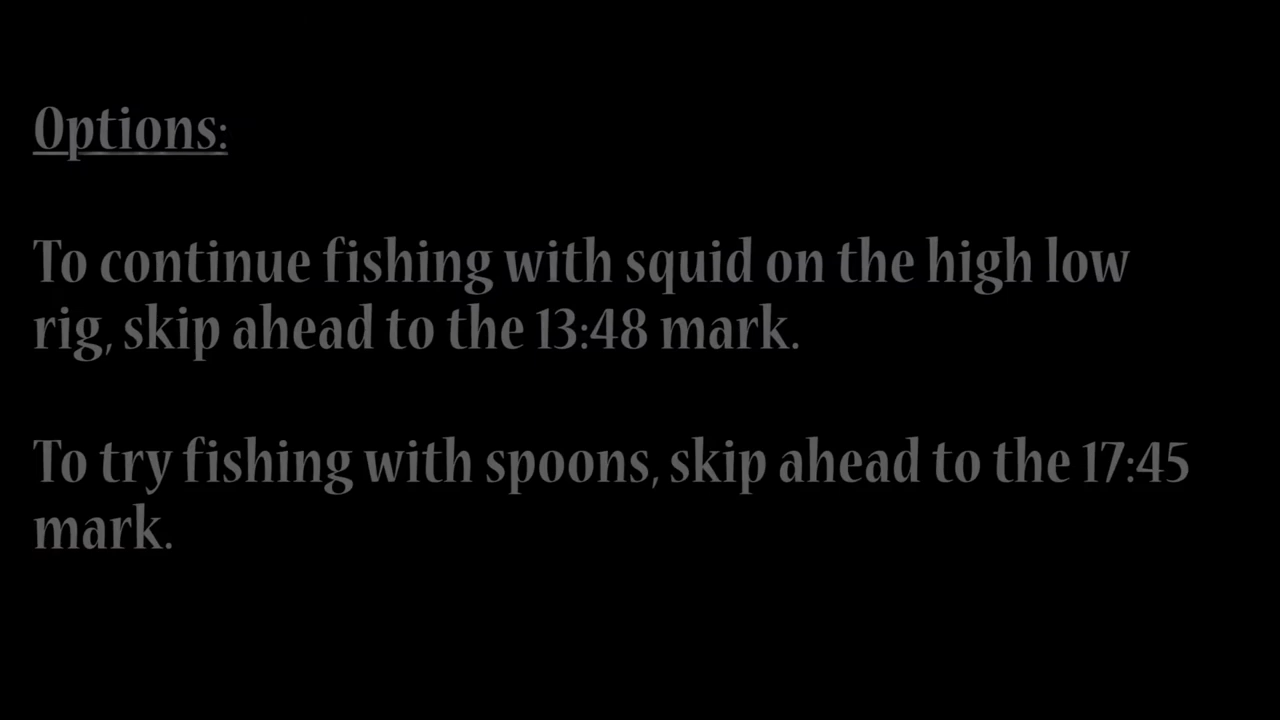 Options:
To continue fishing with squid on the high low
rig, skip ahead to the 13:48 mark.
To try fishing with spoons, skip ahead to the 17:45
mark.